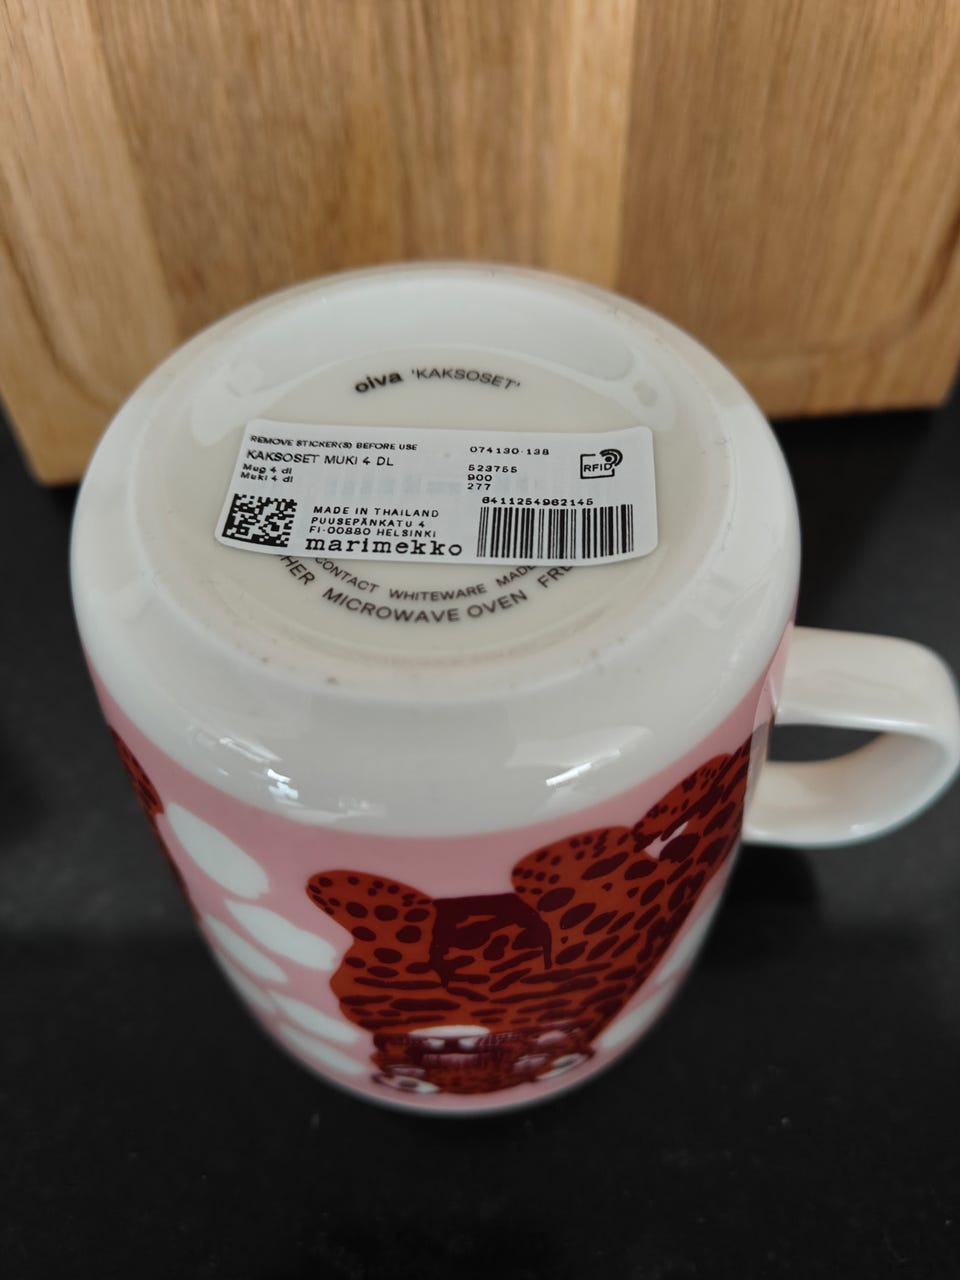 oiva 'KAKSOSET'
REMOVE STICKER(S) BEFORE USE
KAKSOSET MUKI 4 DL
Mug 4 dl
Muki 4 dl
074130-138
523755
900
277
RFID
6411254962145
MADE IN THAILAND
PUUSEPÄNKATU 4
FI-00880 HELSINKI
marimekko
CONTACT WHITEWARE MADE
MICROWAVE OVEN